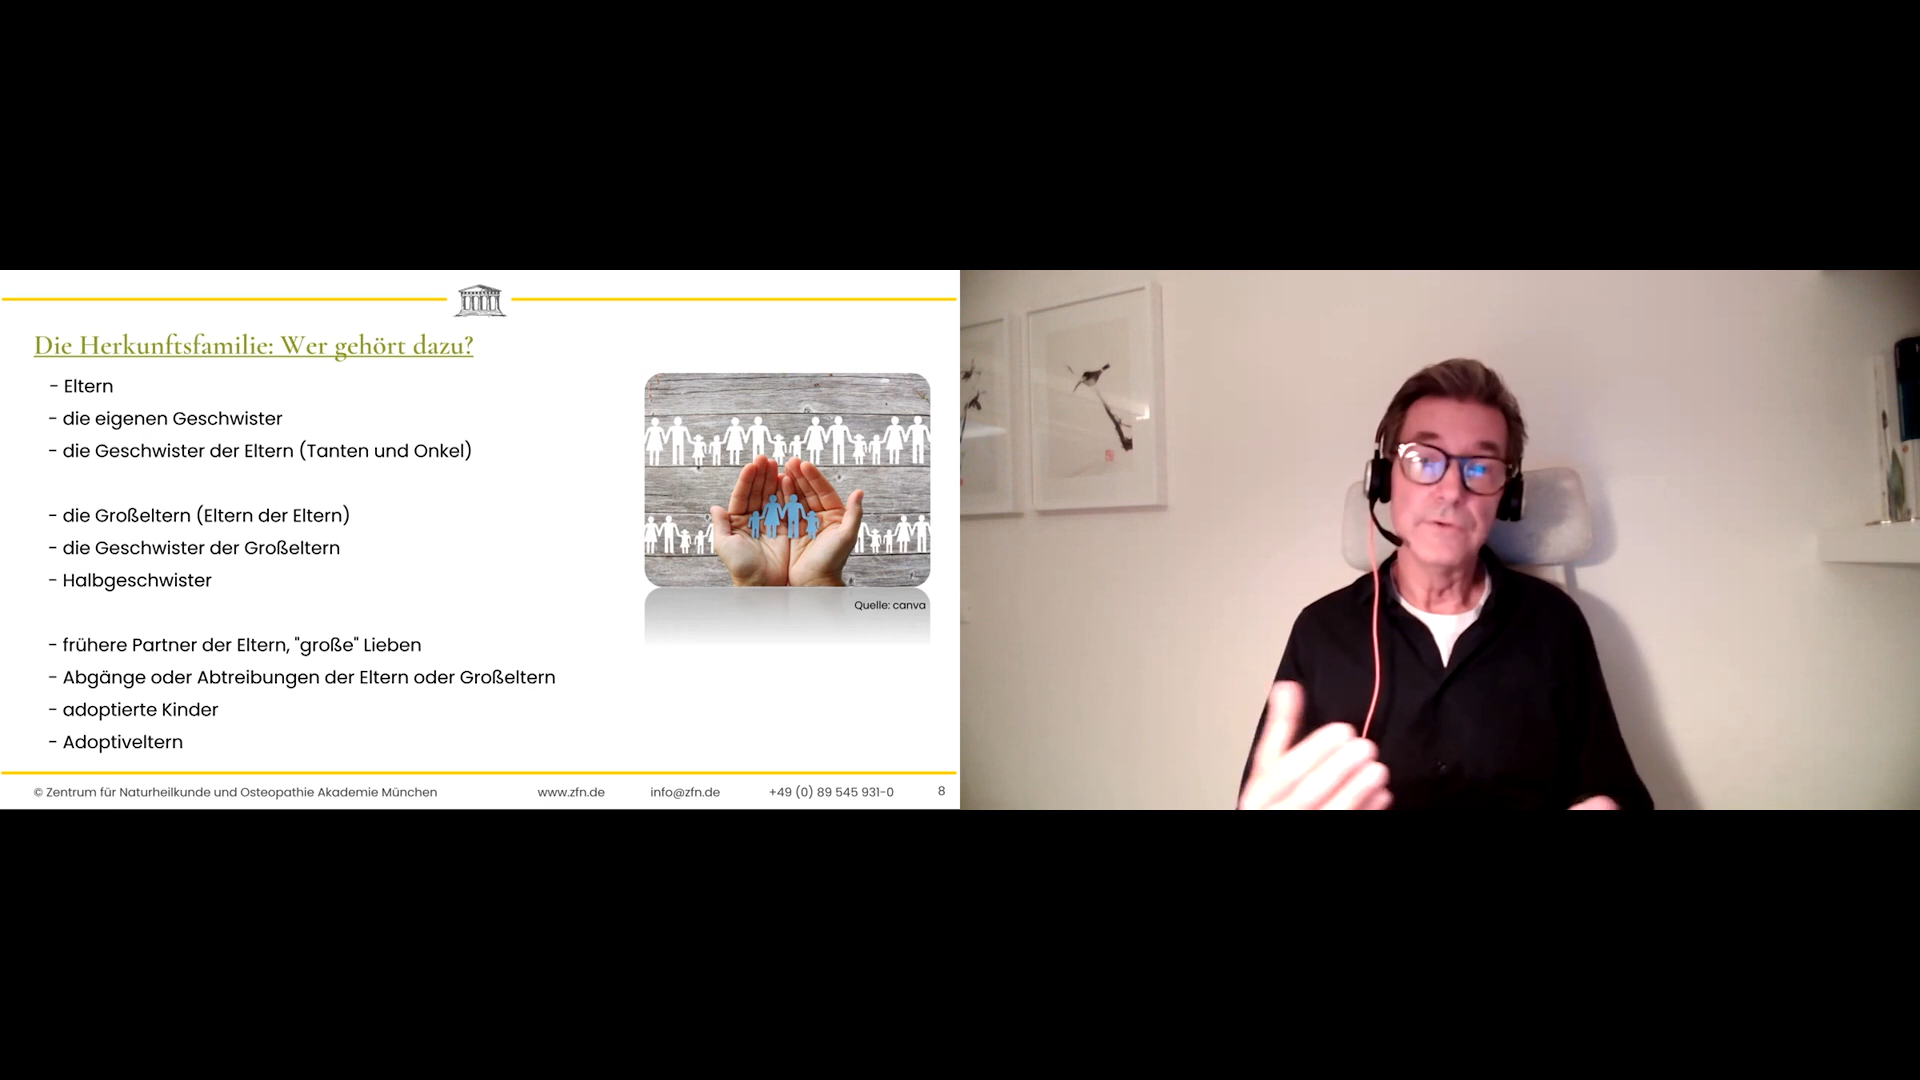 Die Herkunftsfamilie: Wer gehört dazu?
- Eltern
- die eigenen Geschwister
- die Geschwister der Eltern (Tanten und Onkel)
- die Großeltern (Eltern der Eltern)
- die Geschwister der Großeltern
- Halbgeschwister
- frühere Partner der Eltern, "große" Lieben
- Abgänge oder Abtreibungen der Eltern oder Großeltern
- adoptierte Kinder
- Adoptiveltern
Quelle: canva
© Zentrum für Naturheilkunde und Osteopathie Akademie München www.zfn.de info@zfn.de +49 (0) 89 545 931-0 8